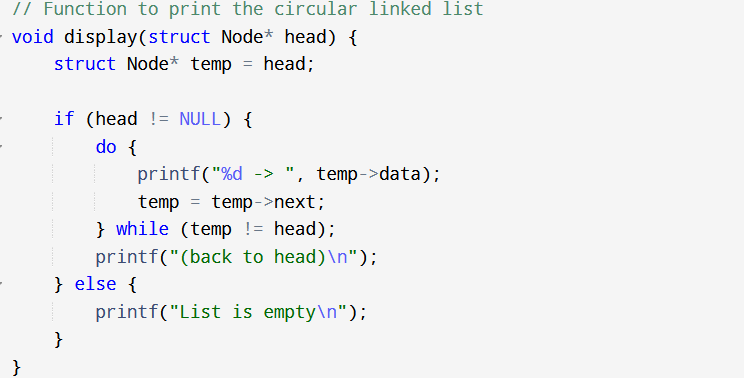 // Function to print the circular linked list
void display(struct Node* head) {
    struct Node* temp = head;

    if (head != NULL) {
        do {
            printf("%d -> ", temp->data);
            temp = temp->next;
        } while (temp != head);
        printf("(back to head)\n");
    } else {
        printf("List is empty\n");
    }
}